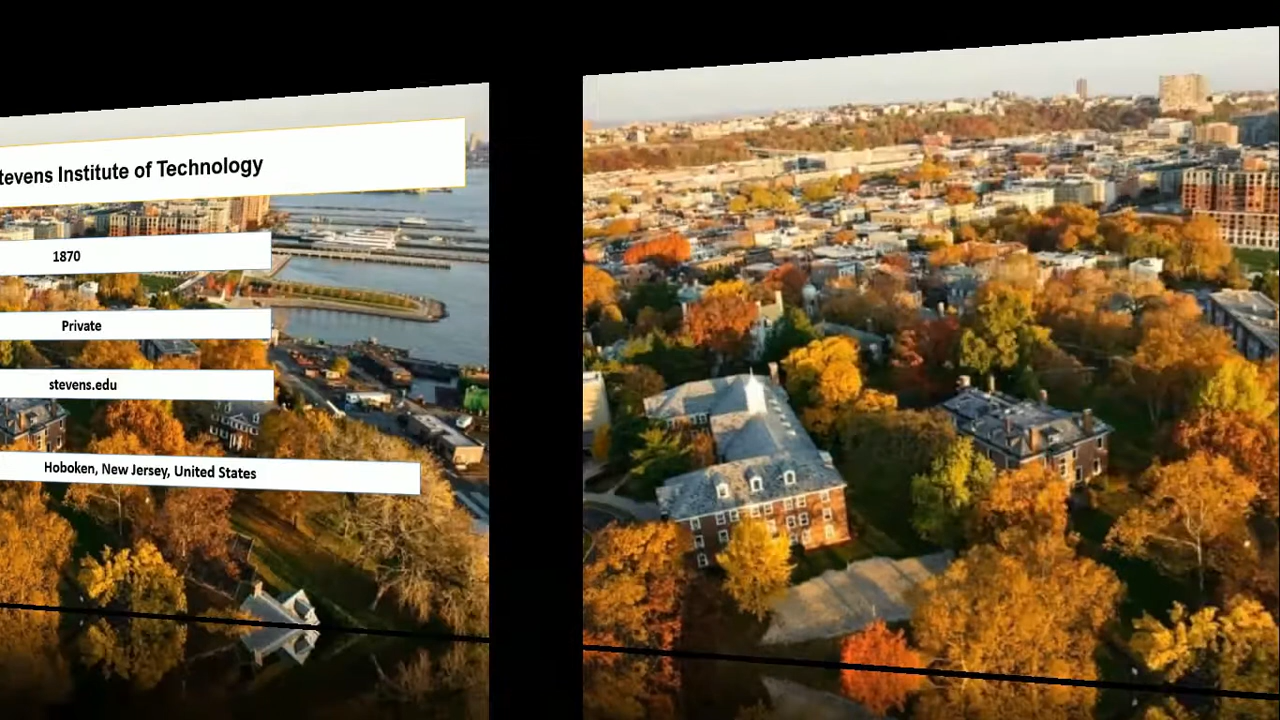 tevens Institute of Technology
1870
Private
stevens.edu
Hoboken, New Jersey, United States